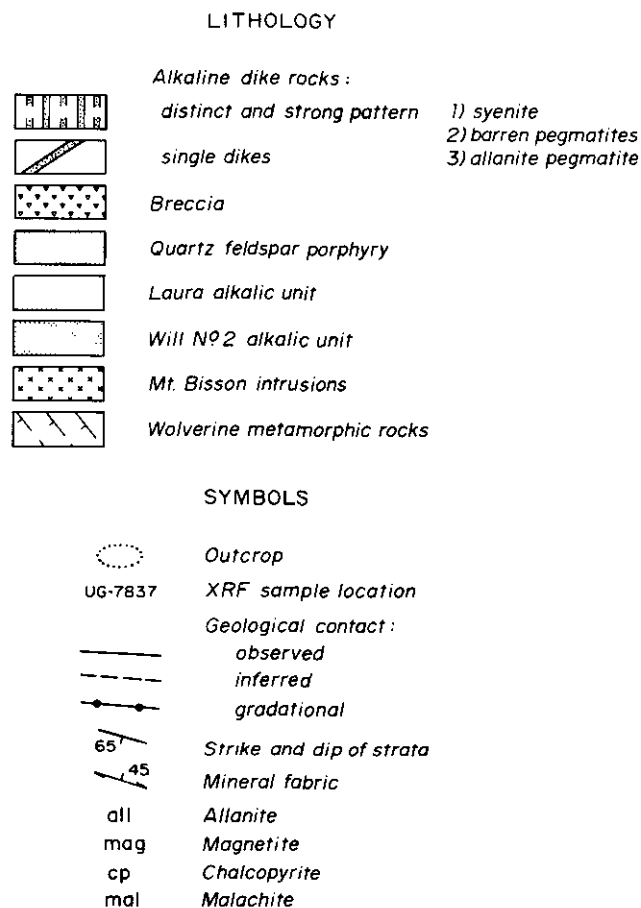 LITHOLOGY
Alkaline dike rocks:
distinct and strong pattern 1) syenite
2) barren pegmatites
single dikes 3) allanite pegmatite
Breccia
Quartz feldspar porphyry
Laura alkalic unit
Will Nº2 alkalic unit
Mt. Bisson intrusions
Wolverine metamorphic rocks
SYMBOLS
Outcrop
UG-7837 XRF sample location
Geological contact:
observed
inferred
gradational
65 Strike and dip of strata
45 Mineral fabric
all Allanite
mag Magnetite
cp Chalcopyrite
mal Malachite